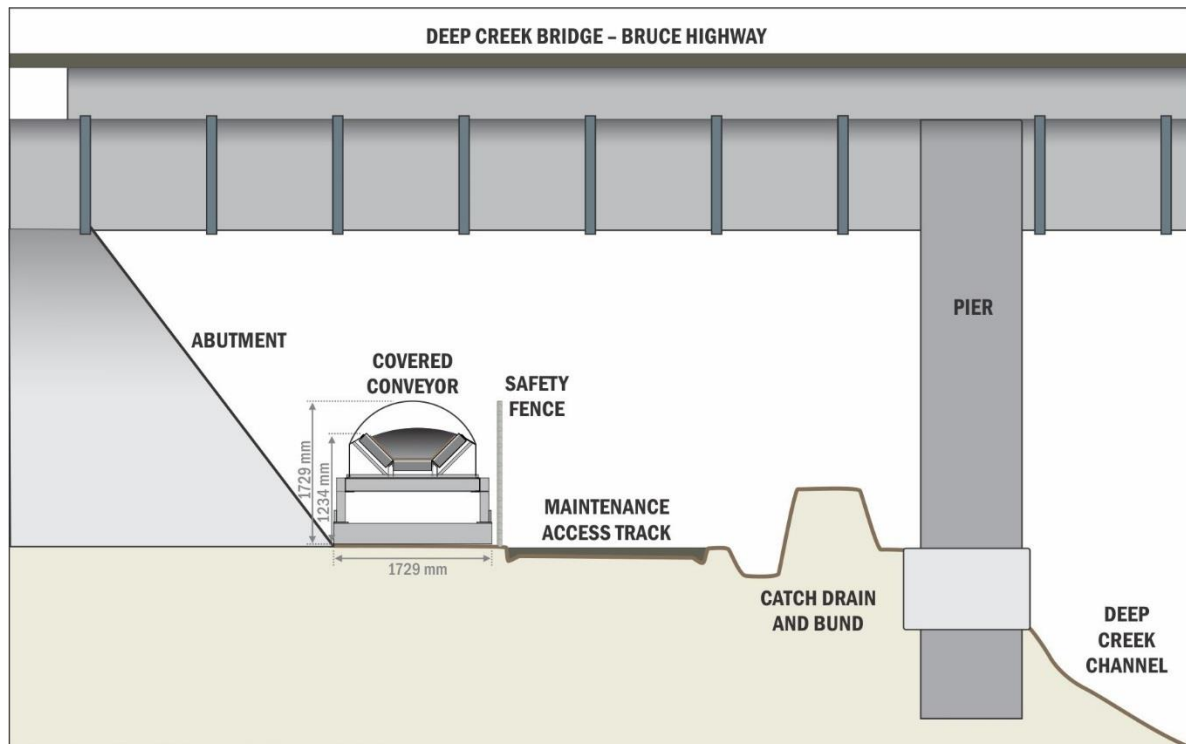 DEEP CREEK BRIDGE – BRUCE HIGHWAY
ABUTMENT
COVERED
CONVEYOR
SAFETY
FENCE
PIER
1729 mm
1234 mm
1729 mm
MAINTENANCE
ACCESS TRACK
CATCH DRAIN
AND BUND
DEEP
CREEK
CHANNEL